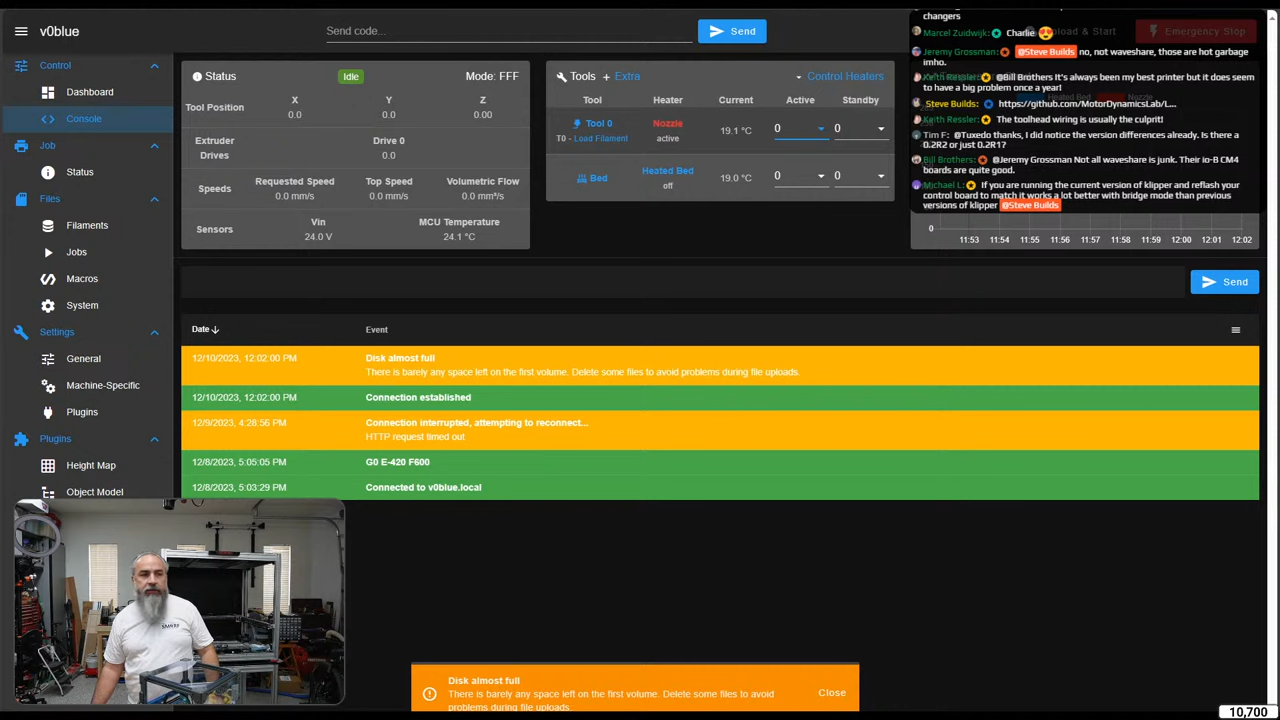 v0blue
Send code...
Send
Upload & Start
Emergency Stop
Control
Dashboard
Console
Job
Status
Files
Filaments
Jobs
Macros
System
Settings
General
Machine-Specific
Plugins
Plugins
Height Map
Object Model
Status
Idle
Mode: FFF
Tool Position
X Y Z
0.0 0.0 0.00
Extruder Drives
Drive 0
0.0
Speeds
Requested Speed Top Speed Volumetric Flow
0.0 mm/s 0.0 mm/s 0.0 mm³/s
Sensors
Vin MCU Temperature
24.0 V 24.1 °C
Tools + Extra
Control Heaters
Tool Heater Current Active Standby
Tool 0 Nozzle 19.1 °C 0 0
T0 - Load Filament active
Bed Heated Bed 19.0 °C 0 0
off
changers
Marcel Zuidwijk: Charlie
Jeremy Grossman: @Steve Builds no, not waveshare, those are hot garbage
imho.
Keith Ressler: @Bill Brothers It's always been my best printer but it does seem
to have a big problem once a year!
Steve Builds: https://github.com/MotorDynamicsLab/L...
Keith Ressler: The toolhead wiring is usually the culprit!
Tim F: @Tuxedo thanks, I did notice the version differences already. Is there a
0.2R2 or just 0.2R1?
Bill Brothers: @Jeremy Grossman Not all waveshare is junk. Their io-B CM4
boards are quite good.
Michael L: If you are running the current version of klipper and reflash your
control board to match it works a lot better with bridge mode than previous
versions of klipper @Steve Builds
Heated Bed Nozzle
0
11:53 11:54 11:55 11:56 11:57 11:58 11:59 12:00 12:01 12:02
Send
Date Event
12/10/2023, 12:02:00 PM Disk almost full
There is barely any space left on the first volume. Delete some files to avoid problems during file uploads.
12/10/2023, 12:02:00 PM Connection established
12/9/2023, 4:28:56 PM Connection interrupted, attempting to reconnect...
HTTP request timed out
12/8/2023, 5:05:05 PM G0 E-420 F600
12/8/2023, 5:03:29 PM Connected to v0blue.local
Disk almost full
There is barely any space left on the first volume. Delete some files to avoid
problems during file uploads.
Close
10,700